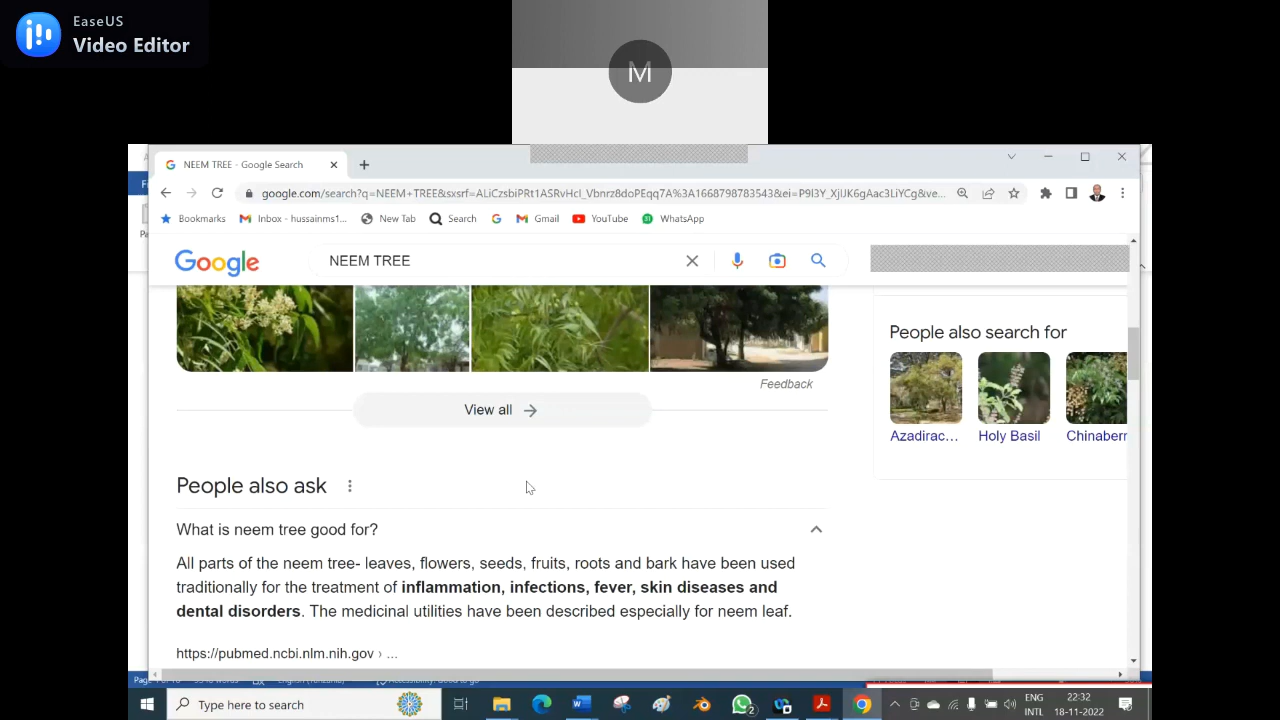 EaseUS
Video Editor
M
NEEM TREE - Google Search
google.com/search?q=NEEM+TREE&sxsrf=ALiCzsbiPRt1ASRvHcI_Vbnrz8doPEqq7A%3A1668798783543&ei=P9l3Y_XjIJK6gAac3LiYCg&ve...
Bookmarks
Inbox - hussainms1...
New Tab
Search
Gmail
YouTube
WhatsApp
Google
NEEM TREE
People also search for
Feedback
View all
Azadirac...
Holy Basil
Chinaberr
People also ask
What is neem tree good for?
All parts of the neem tree- leaves, flowers, seeds, fruits, roots and bark have been used
traditionally for the treatment of inflammation, infections, fever, skin diseases and
dental disorders. The medicinal utilities have been described especially for neem leaf.
https://pubmed.ncbi.nlm.nih.gov › ...
Type here to search
2
ENG
INTL
22:32
18-11-2022